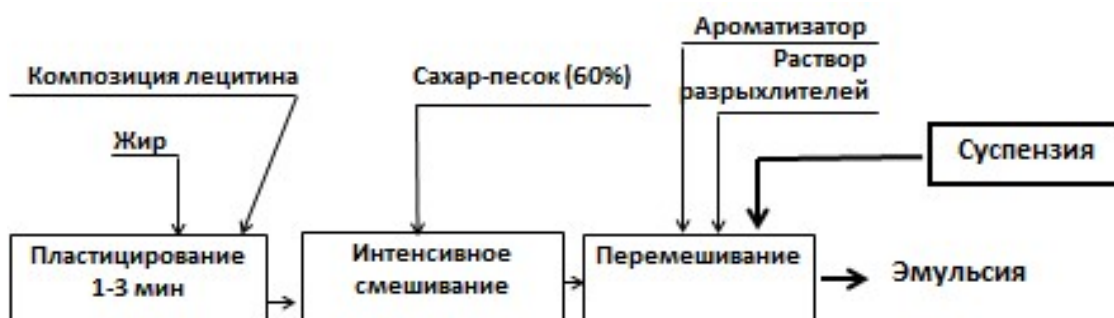 Ароматизатор
Раствор
разрыхлителей
Композиция лецитина
Сахар-песок (60%)
Жир
Суспензия
Пластицирование
1-3 мин
Интенсивное
смешивание
Перемешивание
Эмульсия